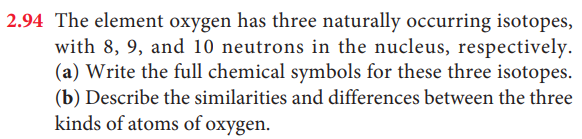 2.94 The element oxygen has three naturally occurring isotopes,
with 8, 9, and 10 neutrons in the nucleus, respectively.
(a) Write the full chemical symbols for these three isotopes.
(b) Describe the similarities and differences between the three
kinds of atoms of oxygen.